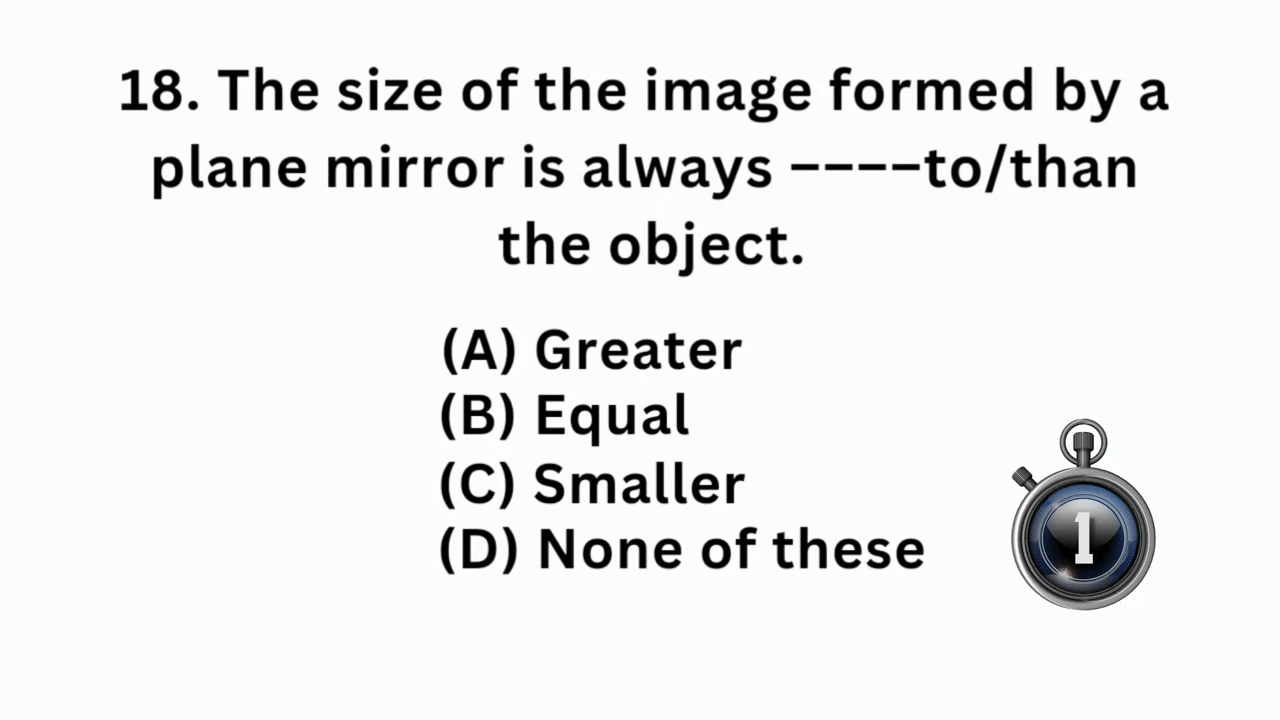 18. The size of the image formed by a
plane mirror is always ––––to/than
the object.
(A) Greater
(B) Equal
(C) Smaller
(D) None of these
1